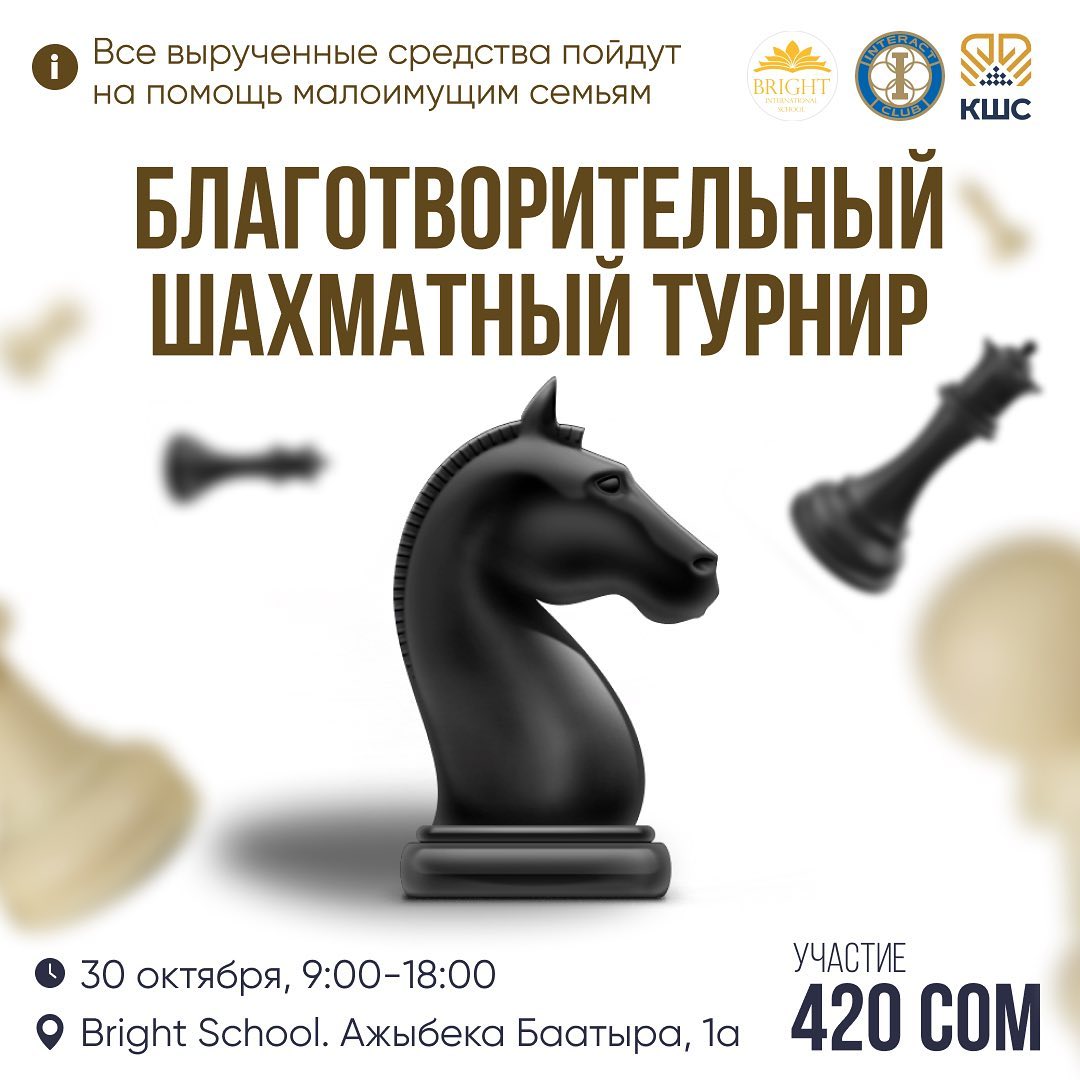 Все вырученные средства пойдут
на помощь малоимущим семьям
BRIGHT
INTERNATIONAL
SCHOOL
INTERACT
I
CLUB
КШС
БЛАГОТВОРИТЕЛЬНЫЙ
ШАХМАТНЫЙ ТУРНИР
30 октября, 9:00-18:00
Bright School. Ажыбека Баатыра, 1а
УЧАСТИЕ
420 СОМ